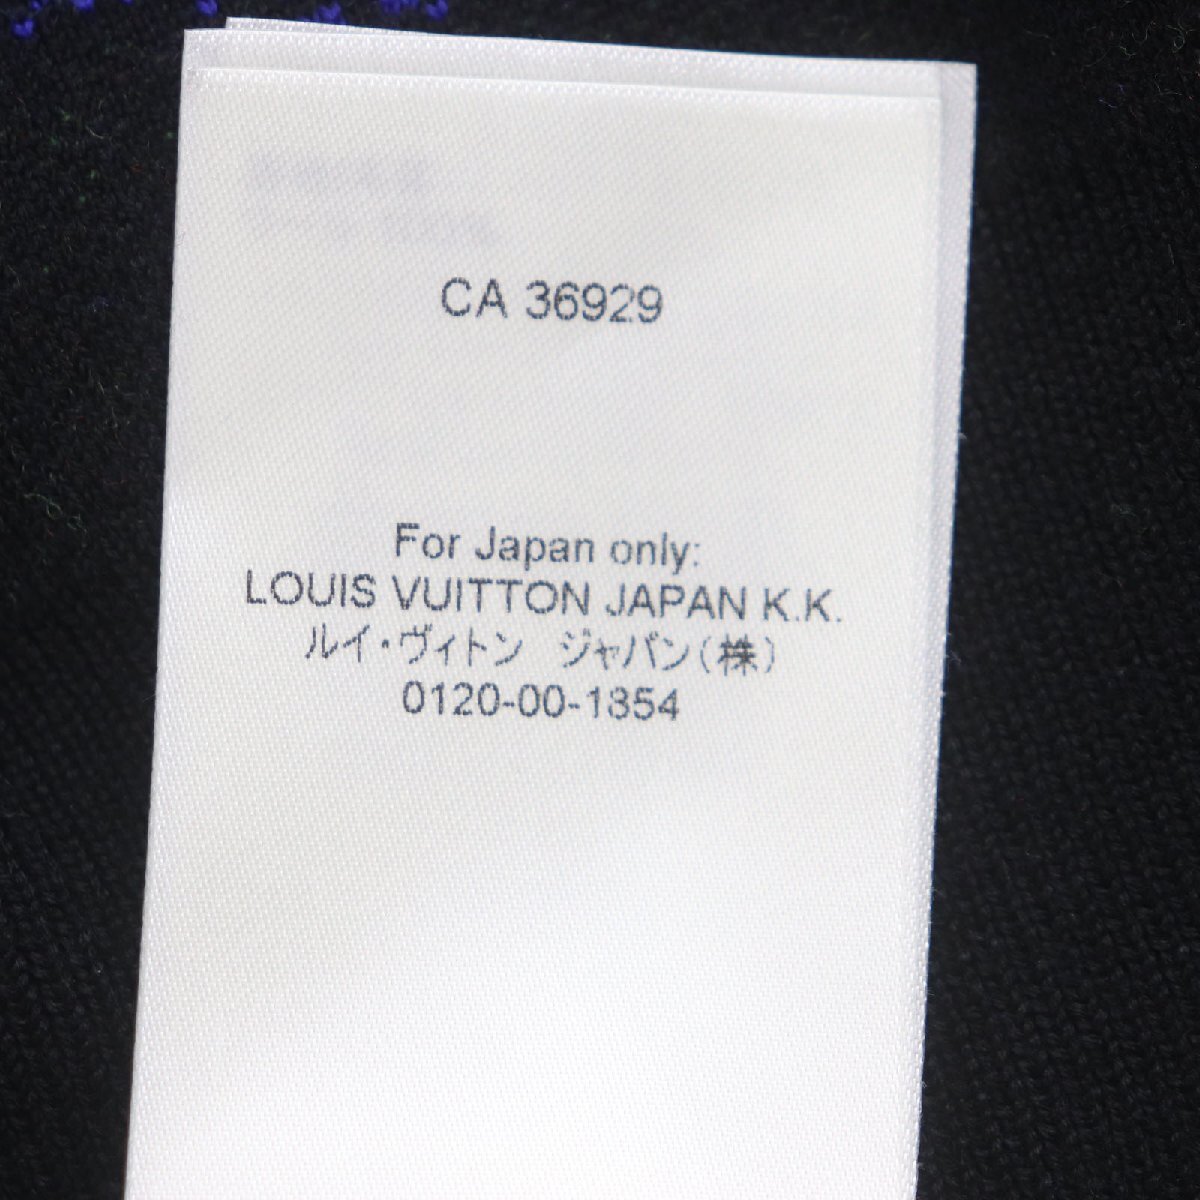 CA 36929
For Japan only:
LOUIS VUITTON JAPAN K.K.
ルイ・ヴィトン　ジャパン(株)
0120-00-1854